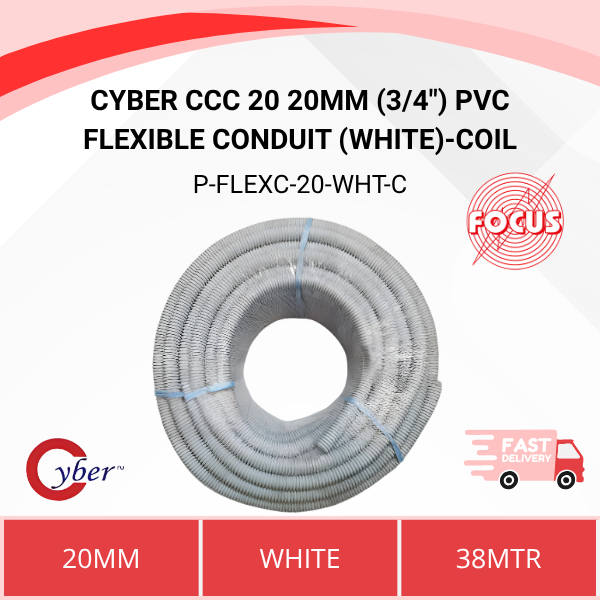 CYBER CCC 20 20MM (3/4") PVC
FLEXIBLE CONDUIT (WHITE)-COIL
P-FLEXC-20-WHT-C
FOCUS
Cyber™
FAST
DELIVERY
20MM
WHITE
38MTR